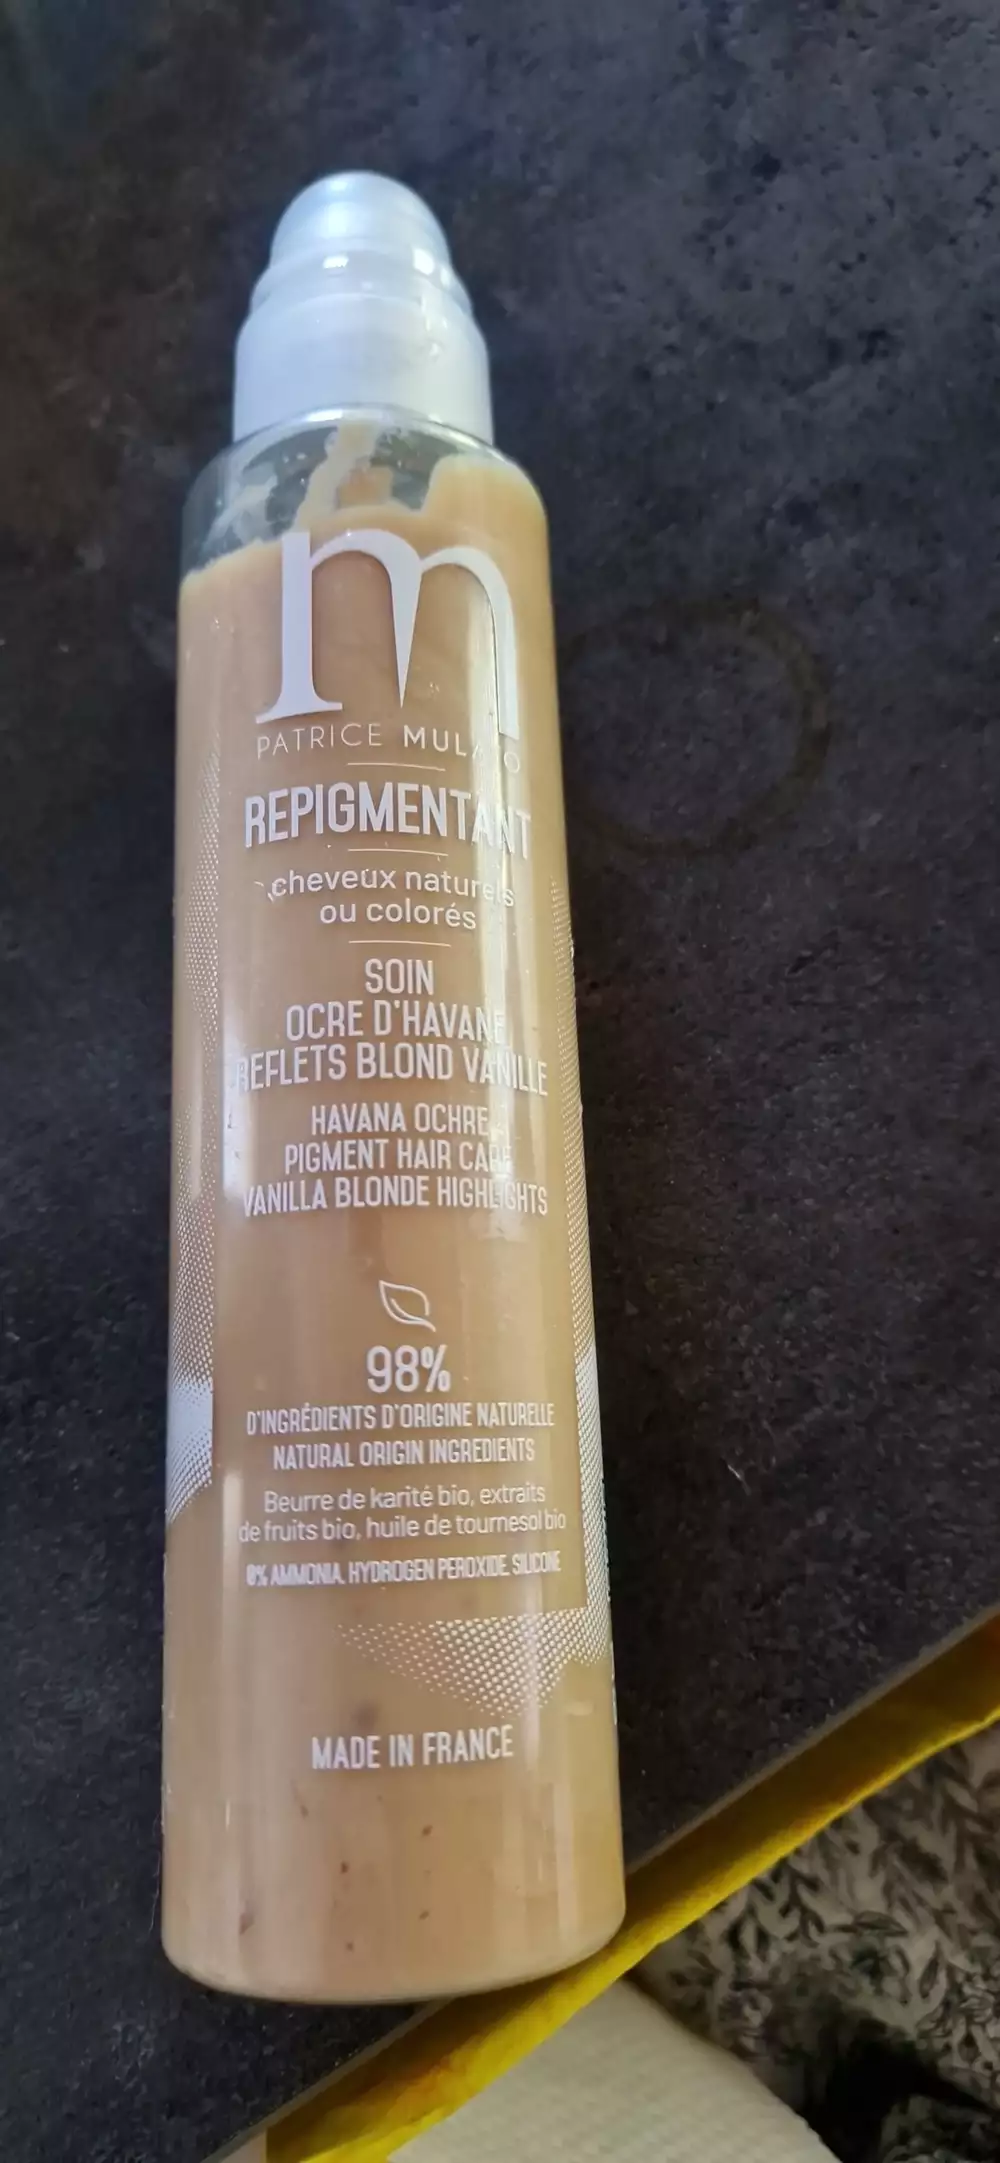 m
PATRICE MULATO
REPIGMENTANT
cheveux naturels
ou colorés
SOIN
OCRE D'HAVANE
REFLETS BLOND VANILLE
HAVANA OCHRE
PIGMENT HAIR CARE
VANILLA BLONDE HIGHLIGHTS
98%
D'INGRÉDIENTS D'ORIGINE NATURELLE
NATURAL ORIGIN INGREDIENTS
Beurre de karité bio, extraits
de fruits bio, huile de tournesol bio
0% AMMONIA, HYDROGEN PEROXIDE, SILICONE
MADE IN FRANCE